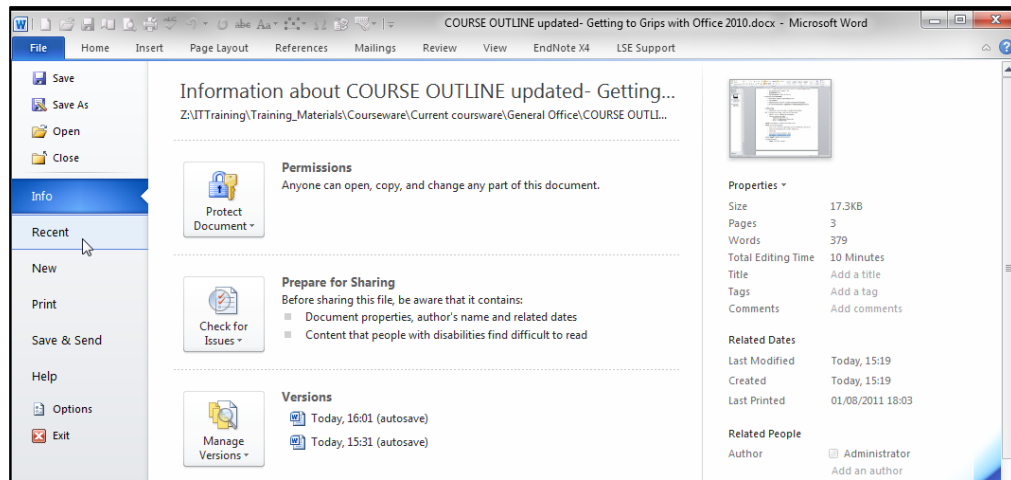 COURSE OUTLINE updated- Getting to Grips with Office 2010.docx - Microsoft Word
File Home Insert Page Layout References Mailings Review View EndNote X4 LSE Support
Save
Save As
Open
Close
Info
Recent
New
Print
Save & Send
Help
Options
Exit
Information about COURSE OUTLINE updated- Getting...
Z:\ITTraining\Training_Materials\Courseware\Current coursware\General Office\COURSE OUTLI...
Protect
Document
Permissions
Anyone can open, copy, and change any part of this document.
Check for
Issues
Prepare for Sharing
Before sharing this file, be aware that it contains:
Document properties, author's name and related dates
Content that people with disabilities find difficult to read
Manage
Versions
Versions
Today, 16:01 (autosave)
Today, 15:31 (autosave)
Properties
Size 17.3KB
Pages 3
Words 379
Total Editing Time 10 Minutes
Title Add a title
Tags Add a tag
Comments Add comments
Related Dates
Last Modified Today, 15:19
Created Today, 15:19
Last Printed 01/08/2011 18:03
Related People
Author Administrator
Add an author